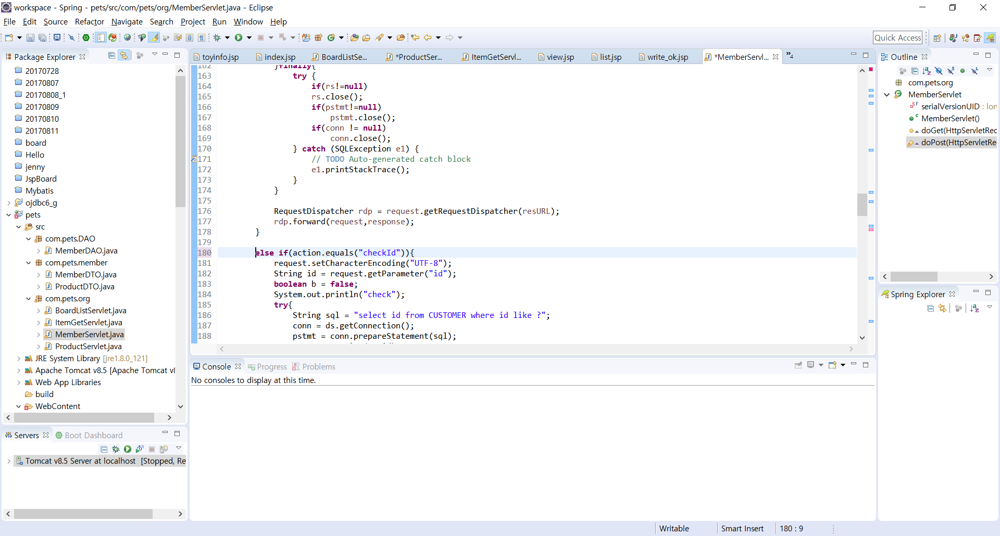 workspace - Spring - pets/src/com/pets/org/MemberServlet.java - Eclipse
File Edit Source Refactor Navigate Search Project Run Window Help
Quick Access
Package Explorer
20170728
20170807
20170808_1
20170809
20170810
20170811
board
Hello
jenny
JspBoard
Mybatis
ojdbc6_g
pets
src
com.pets.DAO
MemberDAO.java
com.pets.member
MemberDTO.java
ProductDTO.java
com.pets.org
BoardListServlet.java
ItemGetServlet.java
MemberServlet.java
ProductServlet.java
JRE System Library [jre1.8.0_121]
Apache Tomcat v8.5 [Apache Tomcat v8
Web App Libraries
build
WebContent
Servers Boot Dashboard
Tomcat v8.5 Server at localhost [Stopped, Re
toyinfo.jsp index.jsp BoardListSe... *ProductSer... ItemGetServl... view.jsp list.jsp write_ok.jsp *MemberServl... »4
162 }finally{
163 try {
164 if(rs!=null)
165 rs.close();
166 if(pstmt!=null)
167 pstmt.close();
168 if(conn != null)
169 conn.close();
170 } catch (SQLException e1) {
171 // TODO Auto-generated catch block
172 e1.printStackTrace();
173 }
174 }
175
176 RequestDispatcher rdp = request.getRequestDispatcher(resURL);
177 rdp.forward(request,response);
178 }
179
180 else if(action.equals("checkId")){
181 request.setCharacterEncoding("UTF-8");
182 String id = request.getParameter("id");
183 boolean b = false;
184 System.out.println("check");
185 try{
186 String sql = "select id from CUSTOMER where id like ?";
187 conn = ds.getConnection();
188 pstmt = conn.prepareStatement(sql);
Console Progress Problems
No consoles to display at this time.
Outline
com.pets.org
MemberServlet
serialVersionUID : lon
MemberServlet()
doGet(HttpServletRec
doPost(HttpServletRe
Spring Explorer
Writable Smart Insert 180 : 9